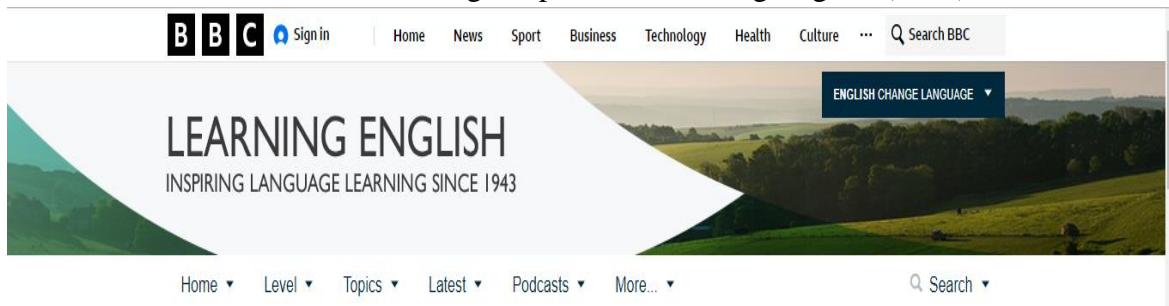 B B C Sign in Home News Sport Business Technology Health Culture ... Search BBC
ENGLISH CHANGE LANGUAGE ▼
LEARNING ENGLISH
INSPIRING LANGUAGE LEARNING SINCE 1943
Home ▼ Level ▼ Topics ▼ Latest ▼ Podcasts ▼ More... ▼ Search ▼